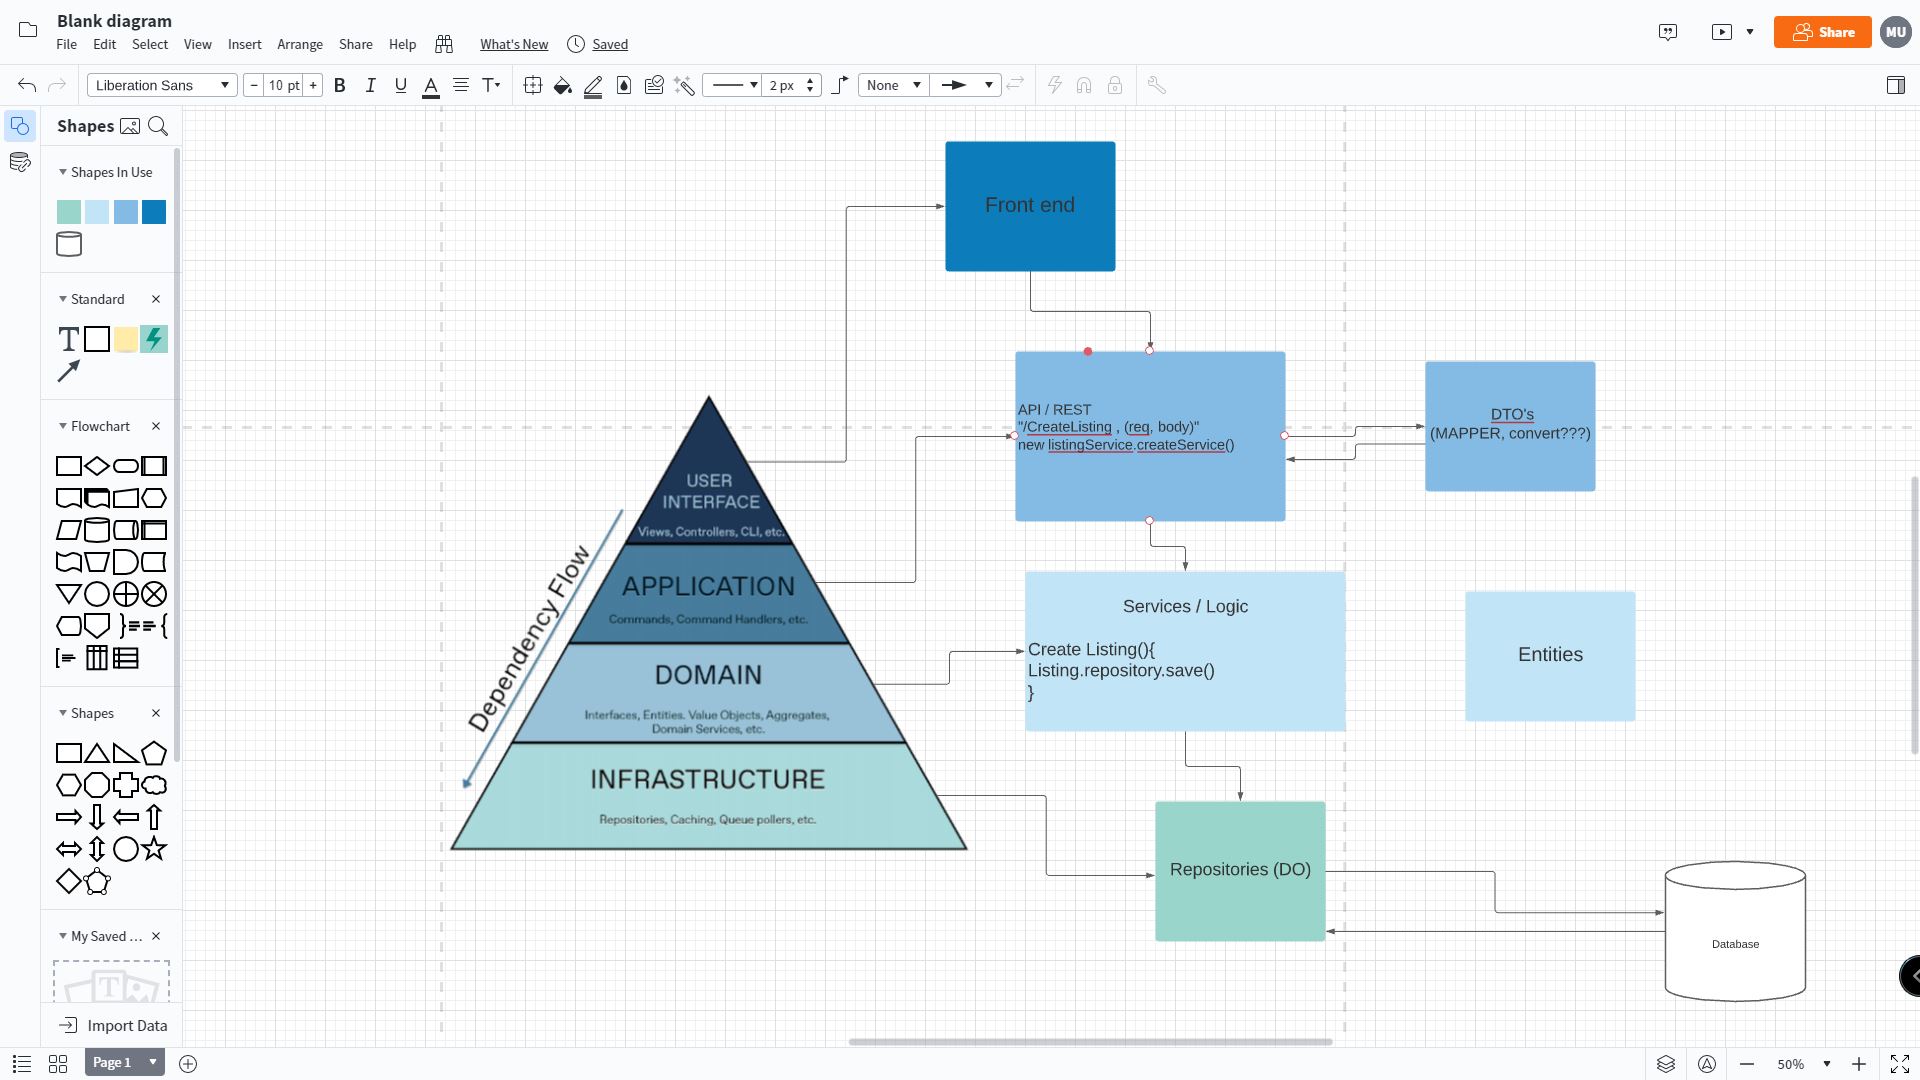 Blank diagram
File Edit Select View Insert Arrange Share Help What's New Saved
Share MU
Liberation Sans − 10 pt + B I U A T 2 px None
Shapes
Shapes In Use
Standard
T
Flowchart
Shapes
My Saved ...
T
Import Data
Page 1
50%
Front end
API / REST
"/CreateListing , (req, body)"
new listingService.createService()
DTO's
(MAPPER, convert???)
USER
INTERFACE
Views, Controllers, CLI, etc.
APPLICATION
Commands, Command Handlers, etc.
Dependency Flow
DOMAIN
Interfaces, Entities. Value Objects, Aggregates,
Domain Services, etc.
INFRASTRUCTURE
Repositories, Caching, Queue pollers, etc.
Services / Logic
Create Listing(){
Listing.repository.save()
}
Entities
Repositories (DO)
Database